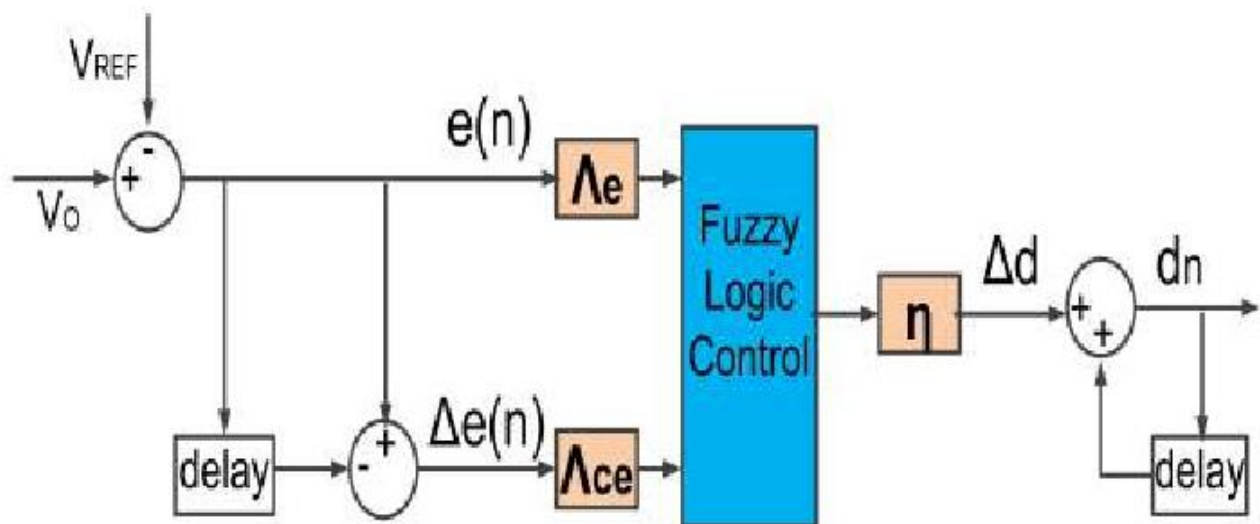 VREF
-
+
VO
e(n)
Λe
Fuzzy
Logic
Control
η
Δd
+
+
dn
delay
-
+
Δe(n)
Λce
delay